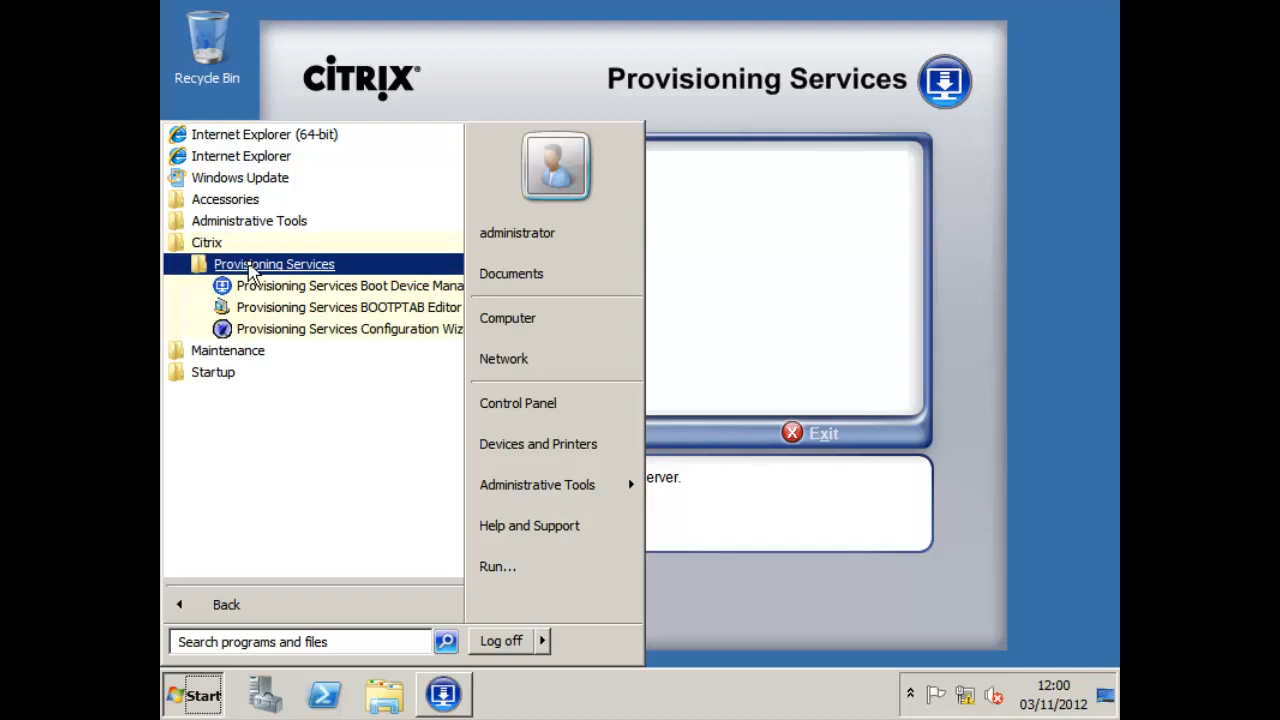 Recycle Bin
CITRIX®
Provisioning Services
Internet Explorer (64-bit)
Internet Explorer
Windows Update
Accessories
Administrative Tools
Citrix
Provisioning Services
Provisioning Services Boot Device Mana
Provisioning Services BOOTPTAB Editor
Provisioning Services Configuration Wiz
Maintenance
Startup
Back
Search programs and files
administrator
Documents
Computer
Network
Control Panel
Devices and Printers
Administrative Tools
Help and Support
Run...
Log off
Exit
erver.
Start
12:00
03/11/2012